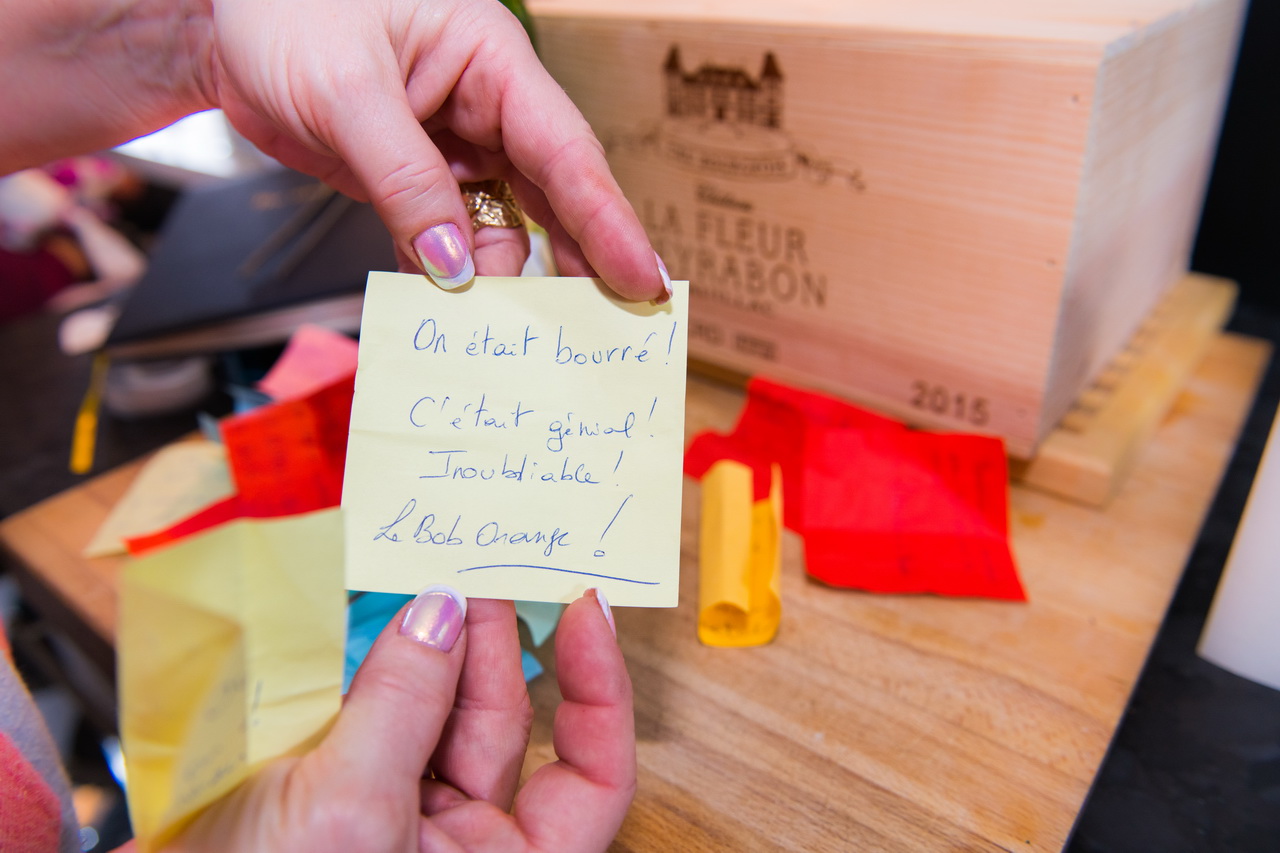 On était bourré !
C'était génial !
Inoubliable !
Le Bob Orange !
LA FLEUR
2015